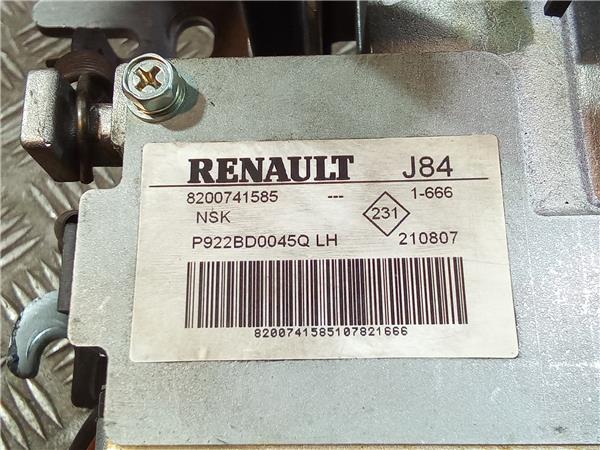 RENAULT J84
8200741585 --- 1-666
NSK 231
P922BD0045Q LH 210807
8200741585107821666